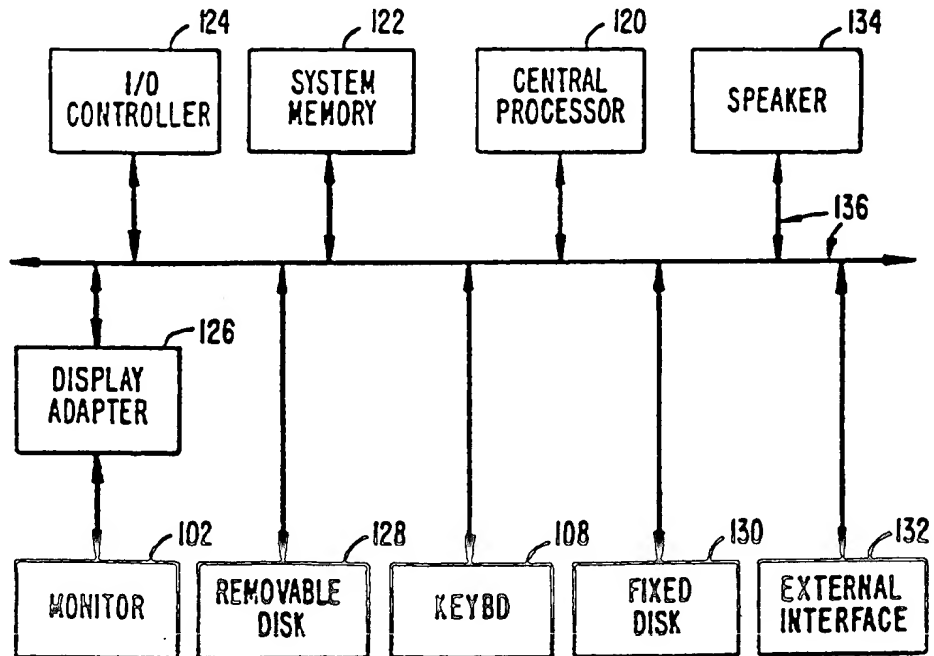 124
122
120
134
I/O
CONTROLLER
SYSTEM
MEMORY
CENTRAL
PROCESSOR
SPEAKER
136
126
DISPLAY
ADAPTER
102
128
108
130
132
MONITOR
REMOVABLE
DISK
KEYBD
FIXED
DISK
EXTERNAL
INTERFACE